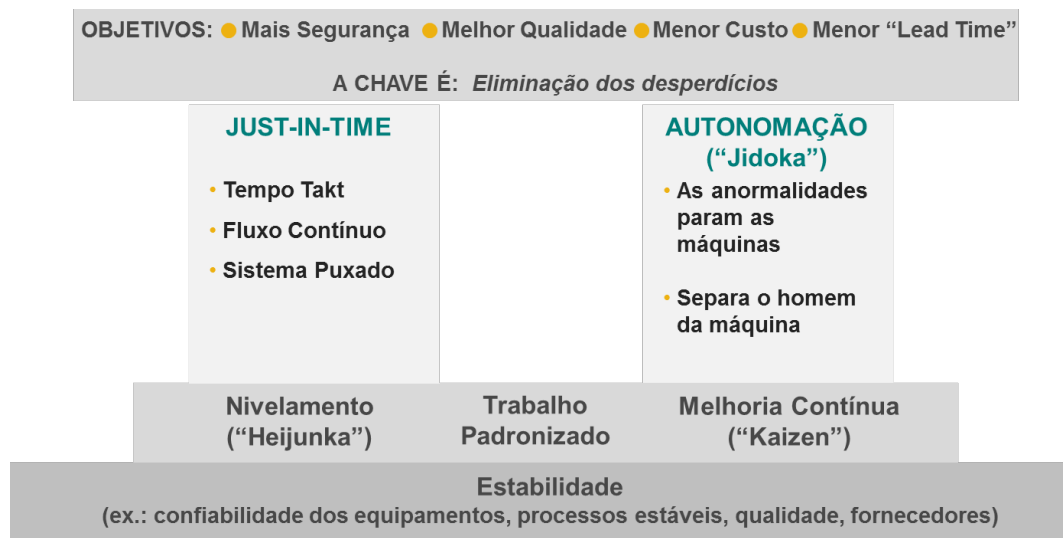 OBJETIVOS: ● Mais Segurança ● Melhor Qualidade ● Menor Custo ● Menor “Lead Time”
A CHAVE É: Eliminação dos desperdícios
JUST-IN-TIME
• Tempo Takt
• Fluxo Contínuo
• Sistema Puxado
AUTONOMAÇÃO
(“Jidoka”)
• As anormalidades
param as
máquinas
• Separa o homem
da máquina
Nivelamento
(“Heijunka”)
Trabalho
Padronizado
Melhoria Contínua
(“Kaizen”)
Estabilidade
(ex.: confiabilidade dos equipamentos, processos estáveis, qualidade, fornecedores)